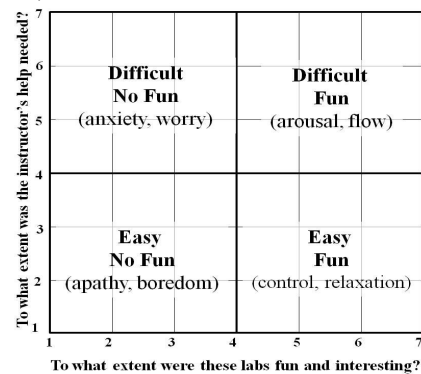 To what extent was the instructor's help needed?
7
6
5
4
3
2
1
Difficult
No Fun
(anxiety, worry)
Difficult
Fun
(arousal, flow)
Easy
No Fun
(apathy, boredom)
Easy
Fun
(control, relaxation)
1 2 3 4 5 6 7
To what extent were these labs fun and interesting?